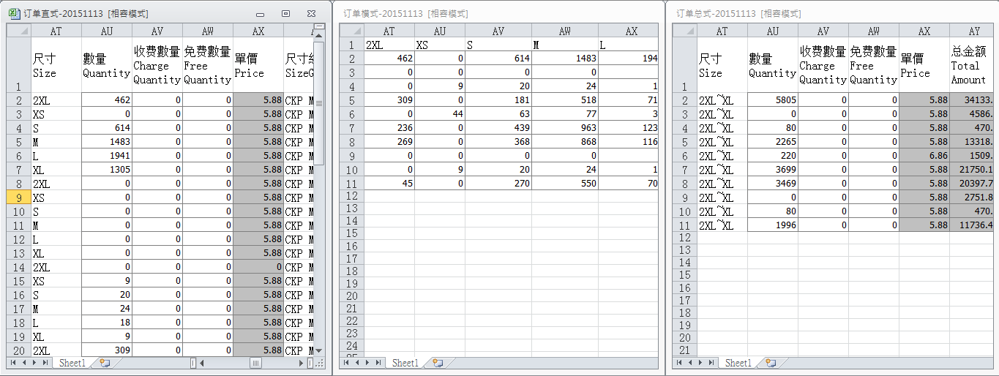 订单直式-20151113 [相容模式]
AT AU AV AW AX
1 尺寸 Size 數量 Quantity 收费數量 Charge Quantity 免费數量 Free Quantity 單價 Price
2 2XL 462 0 0 5.88 CKP M
3 XS 0 0 0 5.88 CKP M
4 S 614 0 0 5.88 CKP M
5 M 1483 0 0 5.88 CKP M
6 L 1941 0 0 5.88 CKP M
7 XL 1305 0 0 5.88 CKP M
8 2XL 0 0 0 5.88 CKP M
9 XS 0 0 0 5.88 CKP M
10 S 0 0 0 5.88 CKP M
11 M 0 0 0 5.88 CKP M
12 L 0 0 0 5.88 CKP M
13 XL 0 0 0 5.88 CKP M
14 2XL 0 0 0 0 CKP M
15 XS 9 0 0 5.88 CKP M
16 S 20 0 0 5.88 CKP M
17 M 24 0 0 5.88 CKP M
18 L 18 0 0 5.88 CKP M
19 XL 9 0 0 5.88 CKP M
20 2XL 309 0 0 5.88 CKP M
Sheet1
订单橫式-20151113 [相容模式]
AT AU AV AW AX
1 2XL XS S M L
2 462 0 614 1483 194
3 0 0 0 0
4 0 9 20 24 1
5 309 0 181 518 71
6 0 44 63 77 3
7 236 0 439 963 123
8 269 0 368 868 116
9 0 0 0 0
10 0 9 20 24 1
11 45 0 270 550 70
12
13
14
15
16
17
18
19
20
21
22
23
24
Sheet1
订单总式-20151113 [相容模式]
AT AU AV AW AX AY
1 尺寸 Size 數量 Quantity 收费數量 Charge Quantity 免费數量 Free Quantity 單價 Price 总金额 Total Amount
2 2XL~XL 5805 0 0 5.88 34133.
3 2XL~XL 0 0 0 5.88 4586.
4 2XL~XL 80 0 0 5.88 470.
5 2XL~XL 2265 0 0 5.88 13318.
6 2XL~XL 220 0 0 6.86 1509.
7 2XL~XL 3699 0 0 5.88 21750.1
8 2XL~XL 3469 0 0 5.88 20397.7
9 2XL~XL 0 0 0 5.88 2751.8
10 2XL~XL 80 0 0 5.88 470.
11 2XL~XL 1996 0 0 5.88 11736.4
12
13
14
15
16
17
18
19
20
21
Sheet1